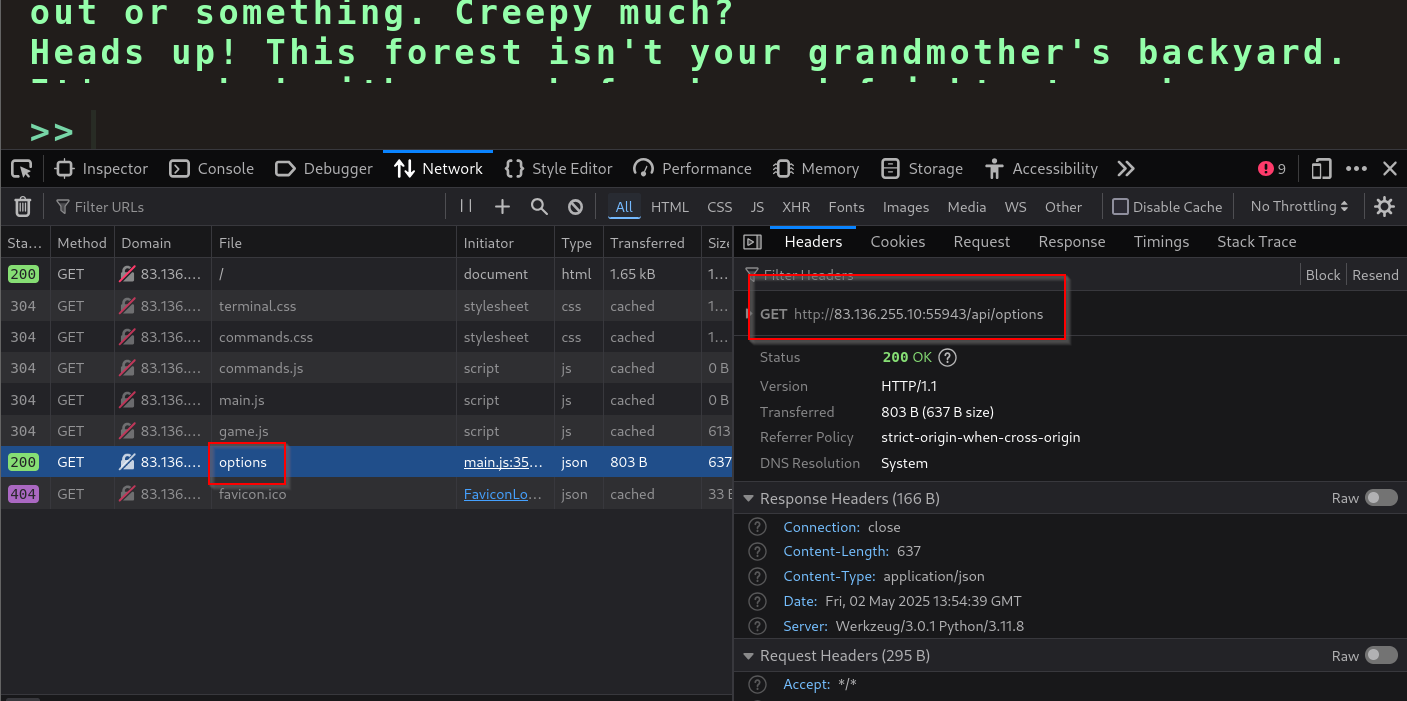 out or something. Creepy much?
Heads up! This forest isn't your grandmother's backyard.
>>
Inspector Console Debugger Network Style Editor Performance Memory Storage Accessibility 9
Filter URLs All HTML CSS JS XHR Fonts Images Media WS Other Disable Cache No Throttling
Sta... Method Domain File Initiator Type Transferred Siz
200 GET 83.136.... / document html 1.65 kB 1...
304 GET 83.136.... terminal.css stylesheet css cached 1...
304 GET 83.136.... commands.css stylesheet css cached 1...
304 GET 83.136.... commands.js script js cached 0 B
304 GET 83.136.... main.js script js cached 0 B
304 GET 83.136.... game.js script js cached 613
200 GET 83.136.... options main.js:35... json 803 B 637
404 GET 83.136.... favicon.ico FaviconLo... json cached 33 B
Headers Cookies Request Response Timings Stack Trace
Filter Headers Block Resend
GET http://83.136.255.10:55943/api/options
Status 200 OK
Version HTTP/1.1
Transferred 803 B (637 B size)
Referrer Policy strict-origin-when-cross-origin
DNS Resolution System
Response Headers (166 B) Raw
Connection: close
Content-Length: 637
Content-Type: application/json
Date: Fri, 02 May 2025 13:54:39 GMT
Server: Werkzeug/3.0.1 Python/3.11.8
Request Headers (295 B) Raw
Accept: */*